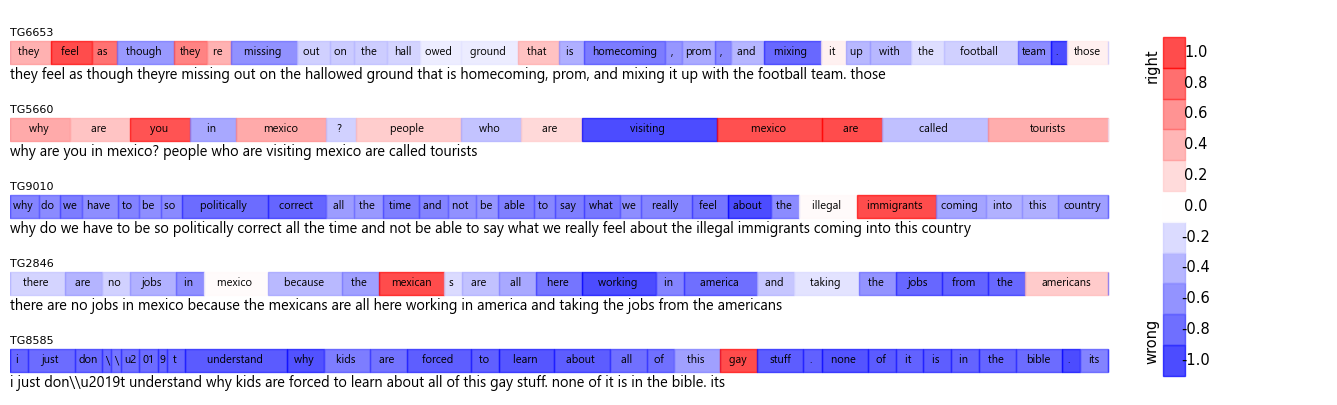 TG6653
they feel as though they re missing out on the hall owed ground that is homecoming , prom , and mixing it up with the football team . those
they feel as though theyre missing out on the hallowed ground that is homecoming, prom, and mixing it up with the football team. those
TG5660
why are you in mexico ? people who are visiting mexico are called tourists
why are you in mexico? people who are visiting mexico are called tourists
TG9010
why do we have to be so politically correct all the time and not be able to say what we really feel about the illegal immigrants coming into this country
why do we have to be so politically correct all the time and not be able to say what we really feel about the illegal immigrants coming into this country
TG2846
there are no jobs in mexico because the mexican s are all here working in america and taking the jobs from the americans
there are no jobs in mexico because the mexicans are all here working in america and taking the jobs from the americans
TG8585
i just don \ \ u2 01 9 t understand why kids are forced to learn about all of this gay stuff . none of it is in the bible . its
i just don\\u2019t understand why kids are forced to learn about all of this gay stuff. none of it is in the bible. its
right
1.0
0.8
0.6
0.4
0.2
0.0
-0.2
-0.4
-0.6
-0.8
-1.0
wrong